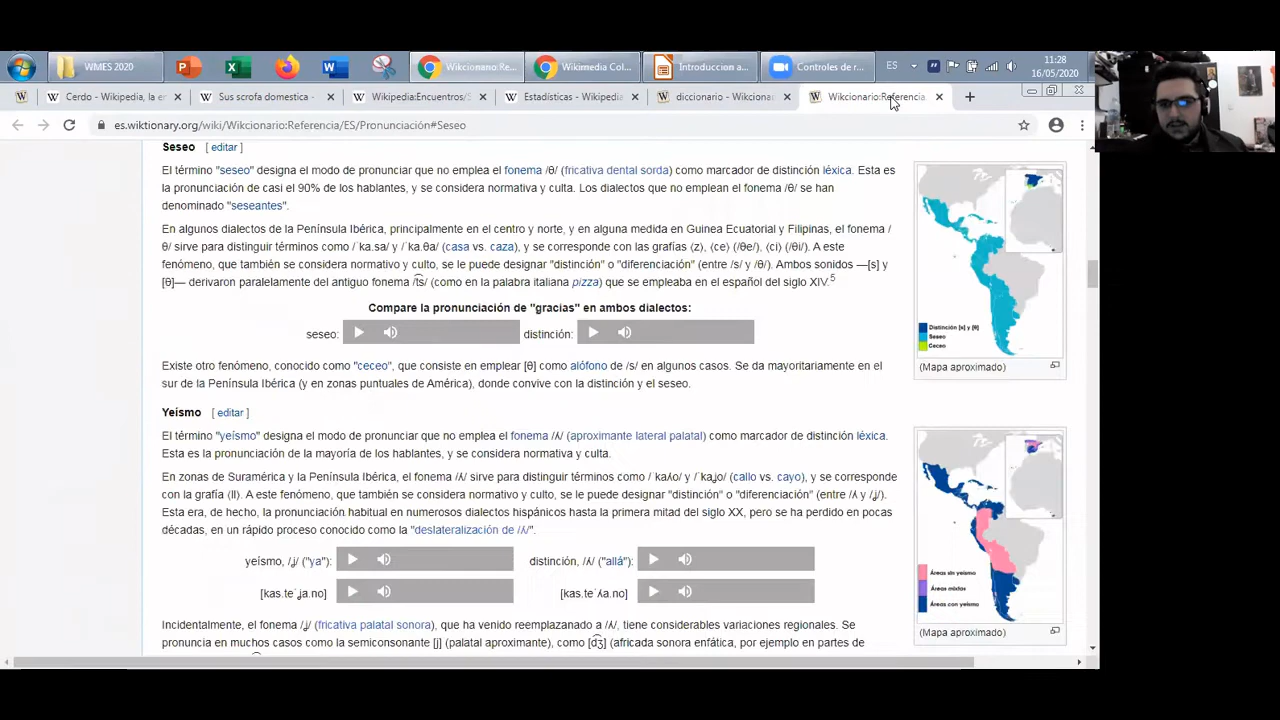 WMES 2020
Wikcionario:Re...
Wikimedia Col...
Introduccion a...
Controles de r...
ES
11:28
16/05/2020
Cerdo - Wikipedia, la en
Sus scrofa domestica -
Wikipedia:Encuentros/S
Estadísticas - Wikipedia:
diccionario - Wikcionar
Wikcionario:Referencia
es.wiktionary.org/wiki/Wikcionario:Referencia/ES/Pronunciación#Seseo
Seseo [ editar ]
El término "seseo" designa el modo de pronunciar que no emplea el fonema /θ/ (fricativa dental sorda) como marcador de distinción léxica. Esta es
la pronunciación de casi el 90% de los hablantes, y se considera normativa y culta. Los dialectos que no emplean el fonema /θ/ se han
denominado "seseantes".
En algunos dialectos de la Península Ibérica, principalmente en el centro y norte, y en alguna medida en Guinea Ecuatorial y Filipinas, el fonema /
θ/ sirve para distinguir términos como /ˈka.sa/ y /ˈka.θa/ (casa vs. caza), y se corresponde con las grafías ⟨z⟩, ⟨ce⟩ (/θe/), ⟨ci⟩ (/θi/). A este
fenómeno, que también se considera normativo y culto, se le puede designar "distinción" o "diferenciación" (entre /s/ y /θ/). Ambos sonidos —[s] y
[θ]— derivaron paralelamente del antiguo fonema /t͡s/ (como en la palabra italiana pizza) que se empleaba en el español del siglo XIV.5
Compare la pronunciación de "gracias" en ambos dialectos:
seseo:
distinción:
Existe otro fenómeno, conocido como "ceceo", que consiste en emplear [θ] como alófono de /s/ en algunos casos. Se da mayoritariamente en el
sur de la Península Ibérica (y en zonas puntuales de América), donde convive con la distinción y el seseo.
Distinción [s] y [θ]
Seseo
Ceceo
(Mapa aproximado)
Yeísmo [ editar ]
El término "yeísmo" designa el modo de pronunciar que no emplea el fonema /ʎ/ (aproximante lateral palatal) como marcador de distinción léxica.
Esta es la pronunciación de la mayoría de los hablantes, y se considera normativa y culta.
En zonas de Suramérica y la Península Ibérica, el fonema /ʎ/ sirve para distinguir términos como /ˈkaʎo/ y /ˈkaʝo/ (callo vs. cayo), y se corresponde
con la grafía ⟨ll⟩. A este fenómeno, que también se considera normativo y culto, se le puede designar "distinción" o "diferenciación" (entre /ʎ y /ʝ/).
Esta era, de hecho, la pronunciación habitual en numerosos dialectos hispánicos hasta la primera mitad del siglo XX, pero se ha perdido en pocas
décadas, en un rápido proceso conocido como la "deslateralización de /ʎ/".
yeísmo, /ʝ/ ("ya"):
distinción, /ʎ/ ("allá"):
[kas.teˈʝa.no]
[kas.teˈʎa.no]
Áreas sin yeísmo
Áreas mixtas
Áreas con yeísmo
(Mapa aproximado)
Incidentalmente, el fonema /ʝ/ (fricativa palatal sonora), que ha venido reemplazando a /ʎ/, tiene considerables variaciones regionales. Se
pronuncia en muchos casos como la semiconsonante [j] (palatal aproximante), como [d͡ʒ] (africada sonora enfática, por ejemplo en partes de